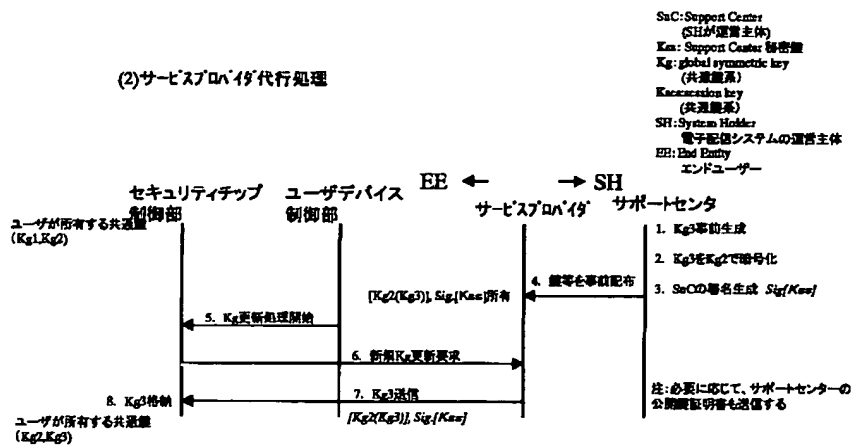 SuC:Support Center
(SHが運営主体)
Kss: Support Center 秘密鍵
Kg: global symmetric key
(共通鍵系)
Kses:session key
(共通鍵系)
SH:System Holder
電子配信システムの運営主体
EE:End Entity
エンドユーザー
(2)サービスプロバイダ代行処理
EE
SH
セキュリティチップ
制御部
ユーザデバイス
制御部
サービスプロバイダ
サポートセンタ
ユーザが所有する共通鍵
(Kg1,Kg2)
1. Kg3事前生成
2. Kg3をKg2で暗号化
3. SuCの署名生成 Sig[Kss]
4. 鍵等を事前配布
[Kg2(Kg3)], Sig.[Kss]所有
5. Kg更新処理開始
6. 新規Kg更新要求
7. Kg3送信
[Kg2(Kg3)], Sig.[Kss]
8. Kg3格納
ユーザが所有する共通鍵
(Kg2,Kg3)
注:必要に応じて、サポートセンターの
公開鍵証明書も送信する